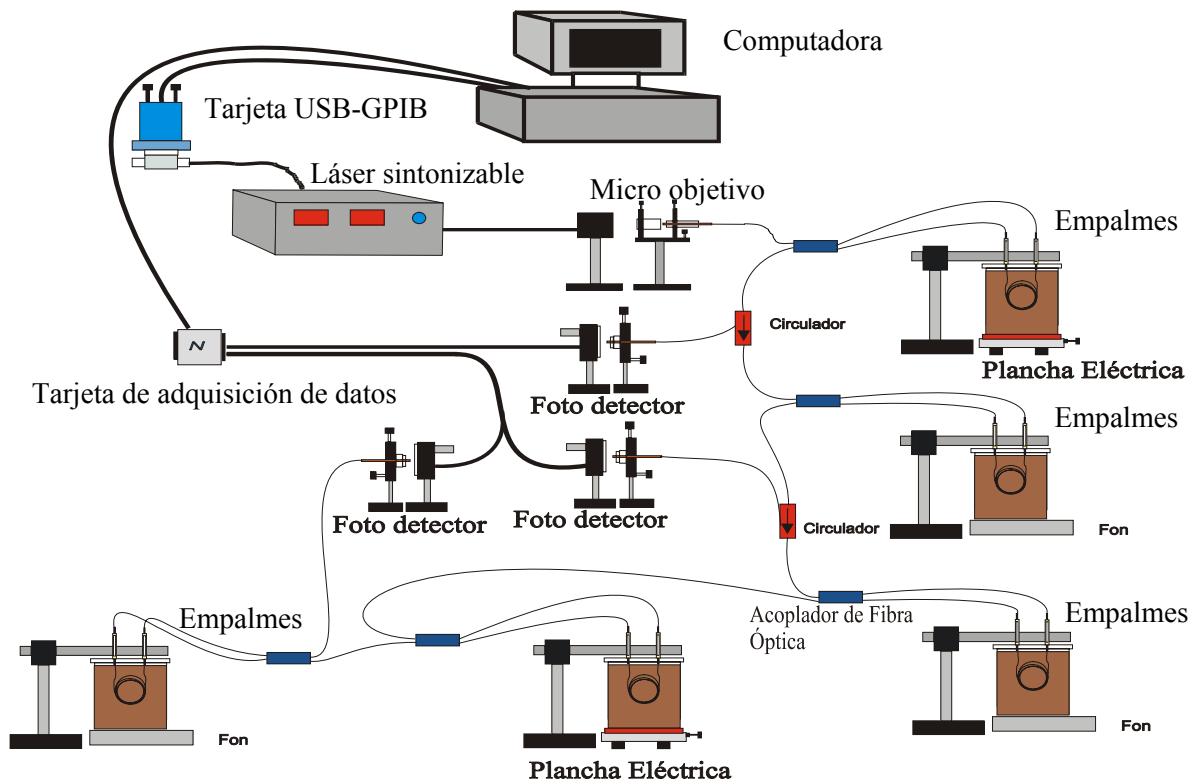 Computadora
Tarjeta USB-GPIB
Láser sintonizable
Micro objetivo
Empalmes
Circulador
Plancha Eléctrica
Tarjeta de adquisición de datos
Foto detector
Empalmes
Foto detector
Foto detector
Circulador
Fon
Empalmes
Acoplador de Fibra
Óptica
Empalmes
Fon
Fon
Plancha Eléctrica